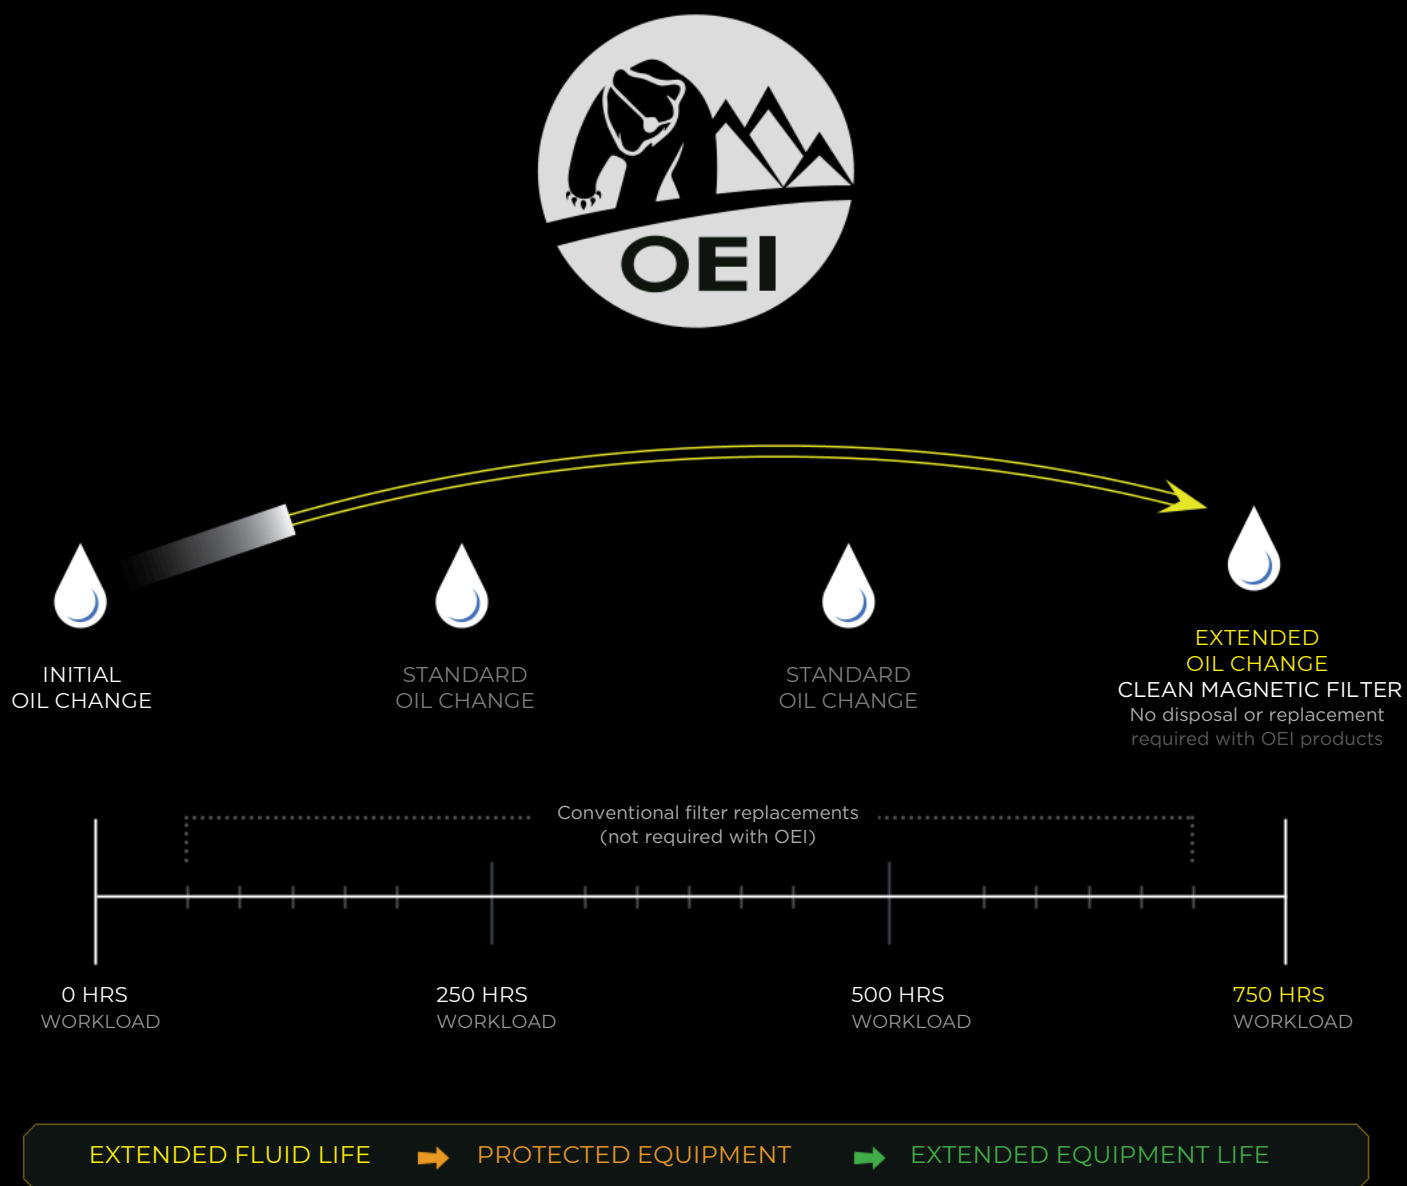 OEI
INITIAL
OIL CHANGE
STANDARD
OIL CHANGE
STANDARD
OIL CHANGE
EXTENDED
OIL CHANGE
CLEAN MAGNETIC FILTER
No disposal or replacement
required with OEI products
Conventional filter replacements
(not required with OEI)
0 HRS
WORKLOAD
250 HRS
WORKLOAD
500 HRS
WORKLOAD
750 HRS
WORKLOAD
EXTENDED FLUID LIFE PROTECTED EQUIPMENT EXTENDED EQUIPMENT LIFE